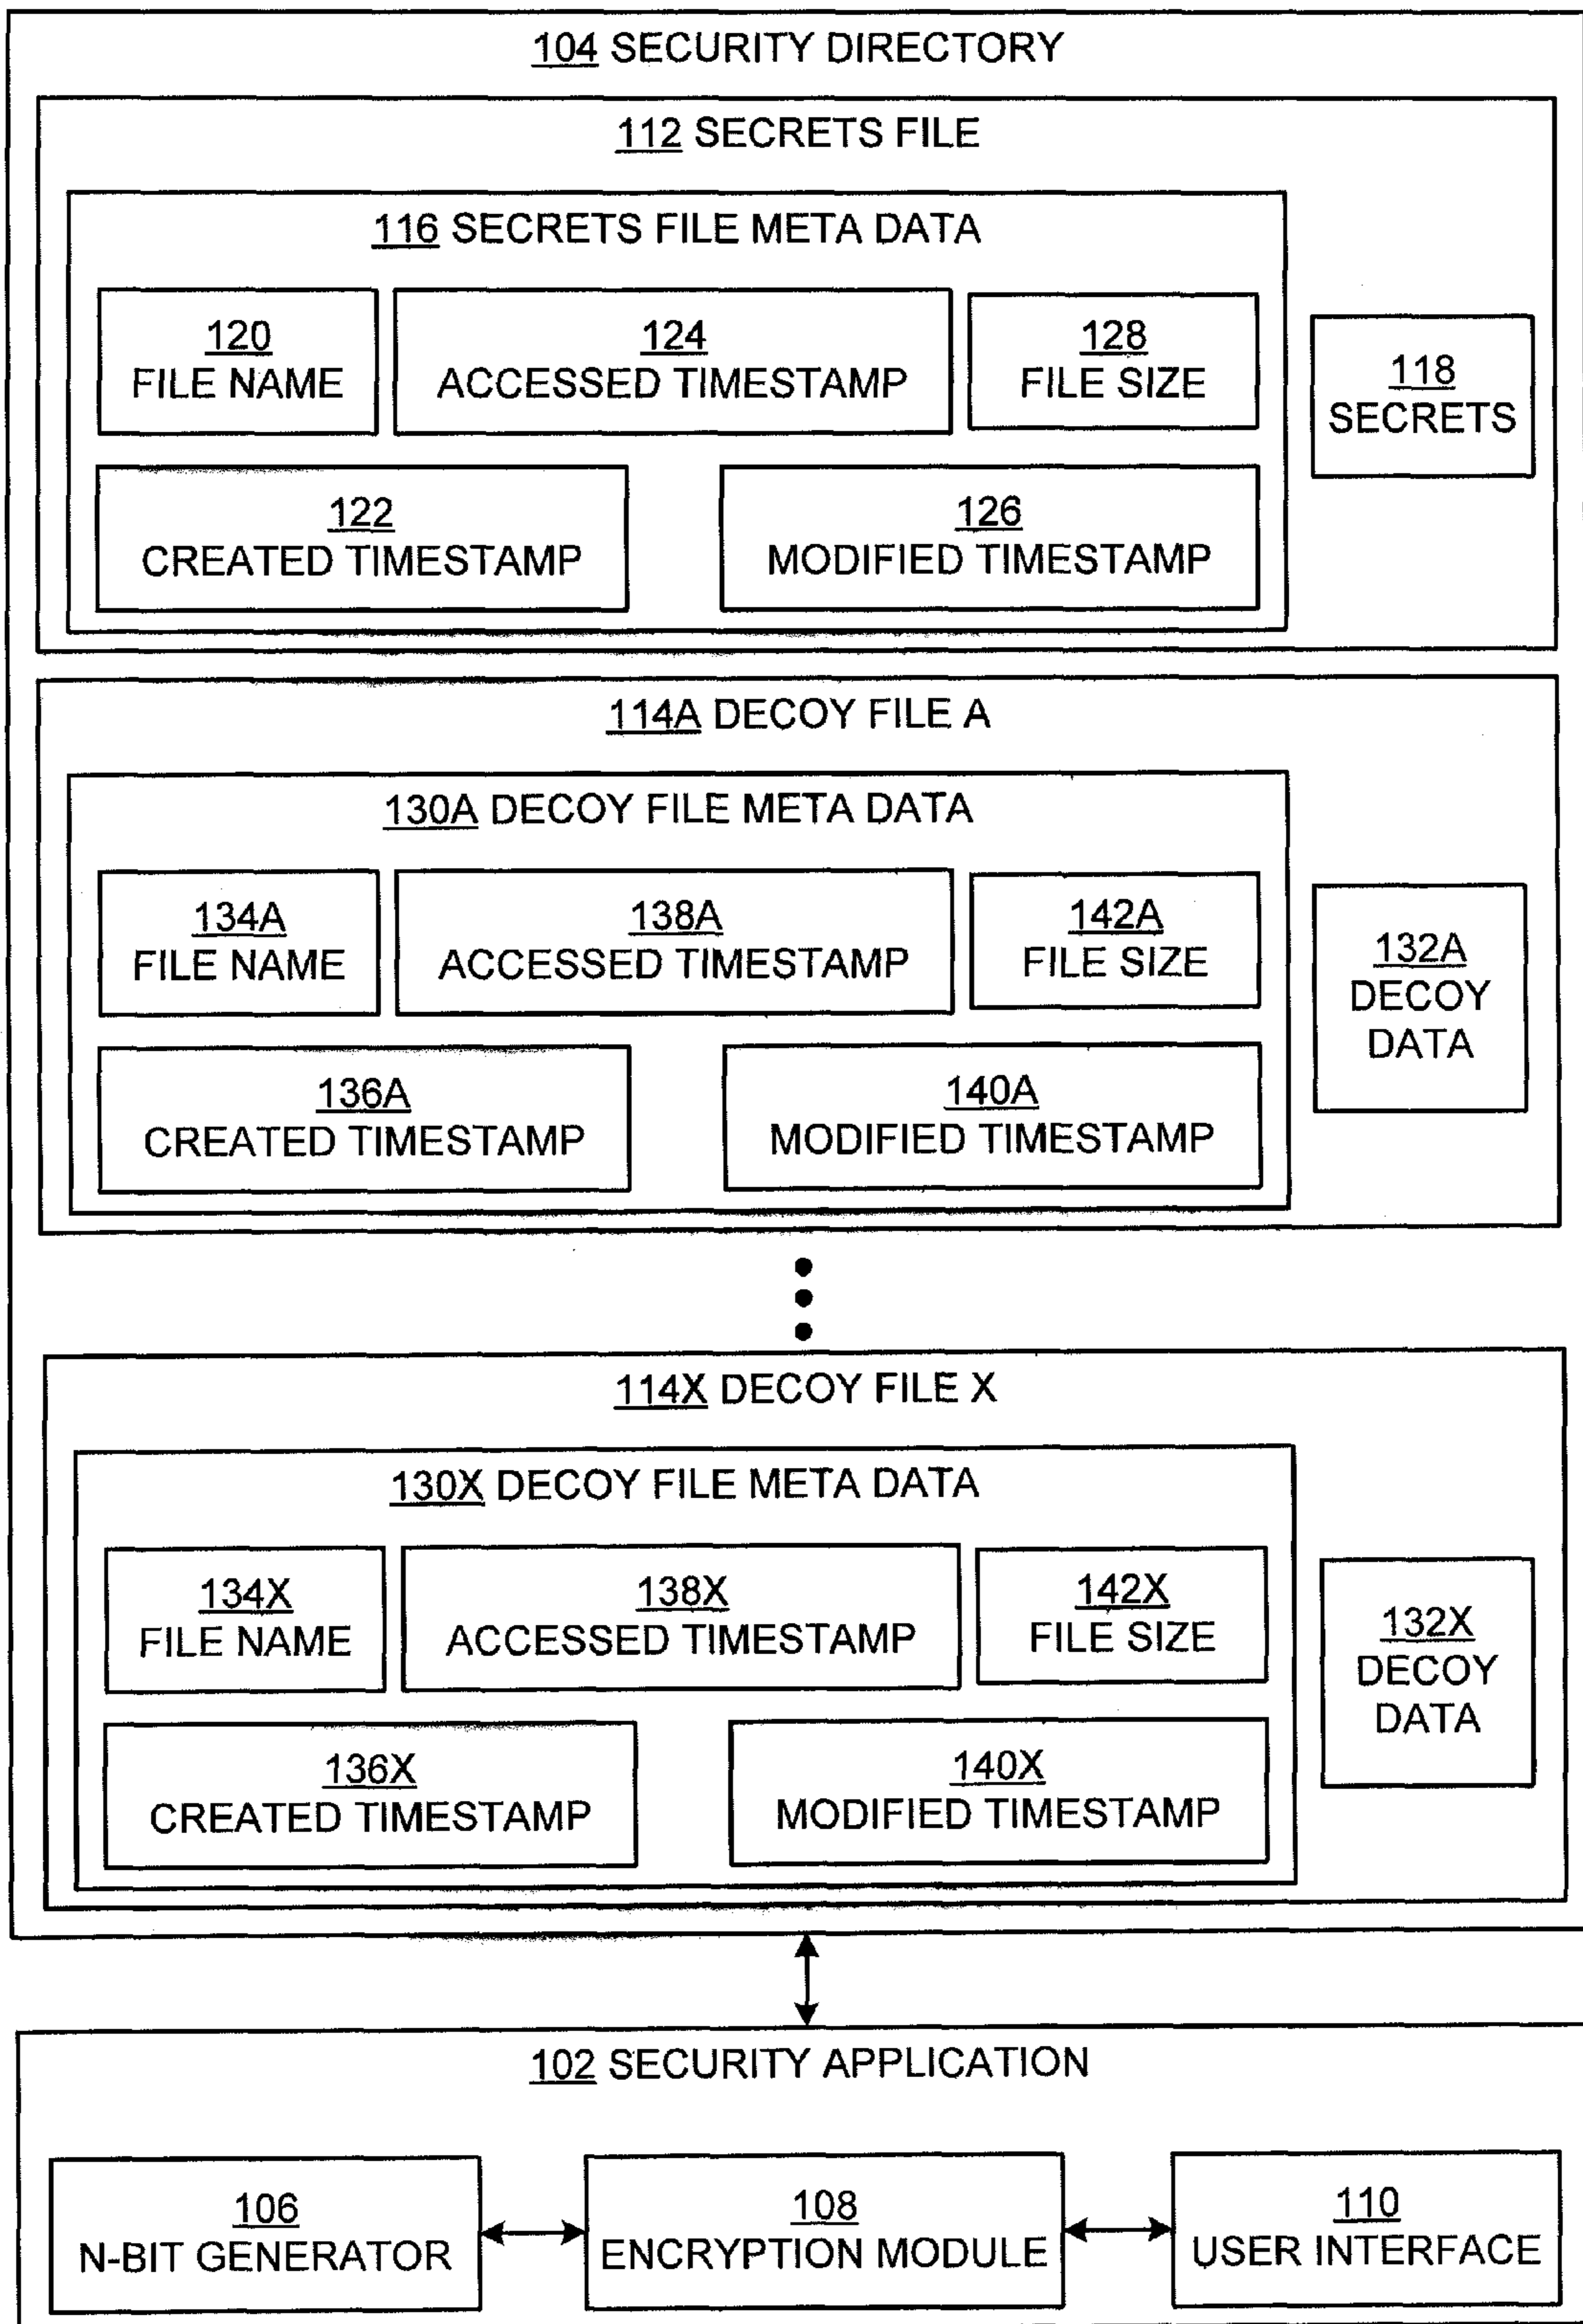 104 SECURITY DIRECTORY
112 SECRETS FILE
116 SECRETS FILE META DATA
120
FILE NAME
124
ACCESSED TIMESTAMP
128
FILE SIZE
118
SECRETS
122
CREATED TIMESTAMP
126
MODIFIED TIMESTAMP
114A DECOY FILE A
130A DECOY FILE META DATA
134A
FILE NAME
138A
ACCESSED TIMESTAMP
142A
FILE SIZE
132A
DECOY
DATA
136A
CREATED TIMESTAMP
140A
MODIFIED TIMESTAMP
114X DECOY FILE X
130X DECOY FILE META DATA
134X
FILE NAME
138X
ACCESSED TIMESTAMP
142X
FILE SIZE
132X
DECOY
DATA
136X
CREATED TIMESTAMP
140X
MODIFIED TIMESTAMP
102 SECURITY APPLICATION
106
N-BIT GENERATOR
108
ENCRYPTION MODULE
110
USER INTERFACE